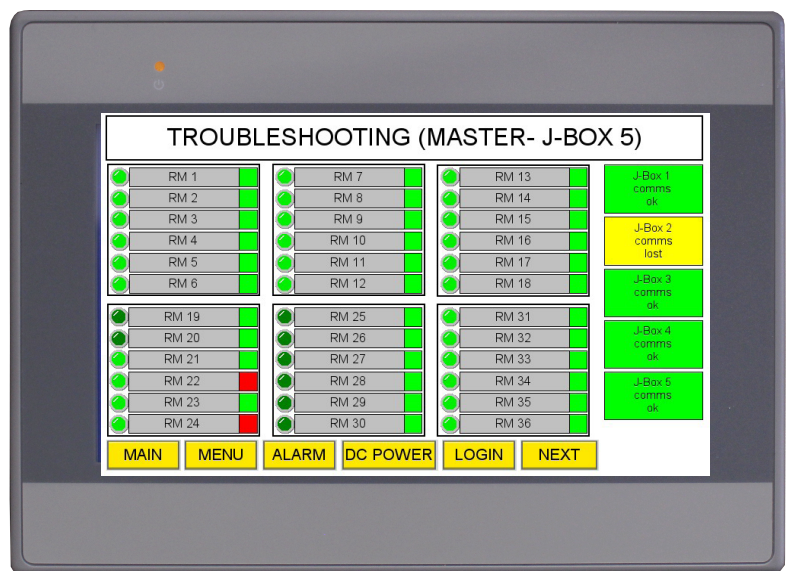 TROUBLESHOOTING (MASTER- J-BOX 5)
RM 1
RM 2
RM 3
RM 4
RM 5
RM 6
RM 7
RM 8
RM 9
RM 10
RM 11
RM 12
RM 13
RM 14
RM 15
RM 16
RM 17
RM 18
J-Box 1
comms
ok
J-Box 2
comms
lost
J-Box 3
comms
ok
J-Box 4
comms
ok
J-Box 5
comms
ok
RM 19
RM 20
RM 21
RM 22
RM 23
RM 24
RM 25
RM 26
RM 27
RM 28
RM 29
RM 30
RM 31
RM 32
RM 33
RM 34
RM 35
RM 36
MAIN MENU ALARM DC POWER LOGIN NEXT